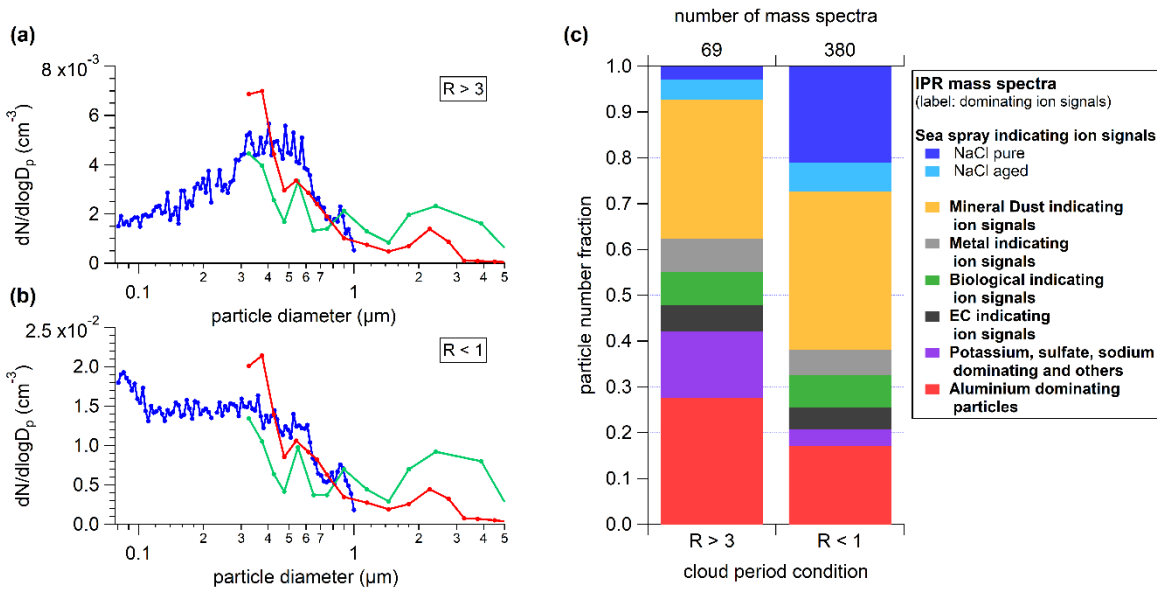 (a)
8 x10⁻³
6
4
2
0
dN/dlogDₚ (cm⁻³)
R > 3
0.1
2
3
4
5
6
7
1
2
3
4
5
particle diameter (µm)
(b)
2.5 x10⁻²
2.0
1.5
1.0
0.5
0.0
dN/dlogDₚ (cm⁻³)
R < 1
0.1
2
3
4
5
6
7
1
2
3
4
5
particle diameter (µm)
(c)
number of mass spectra
69
380
1.0
0.9
0.8
0.7
0.6
0.5
0.4
0.3
0.2
0.1
0.0
particle number fraction
R > 3
R < 1
cloud period condition
IPR mass spectra
(label: dominating ion signals)
Sea spray indicating ion signals
NaCl pure
NaCl aged
Mineral Dust indicating
ion signals
Metal indicating
ion signals
Biological indicating
ion signals
EC indicating
ion signals
Potassium, sulfate, sodium
dominating and others
Aluminium dominating
particles